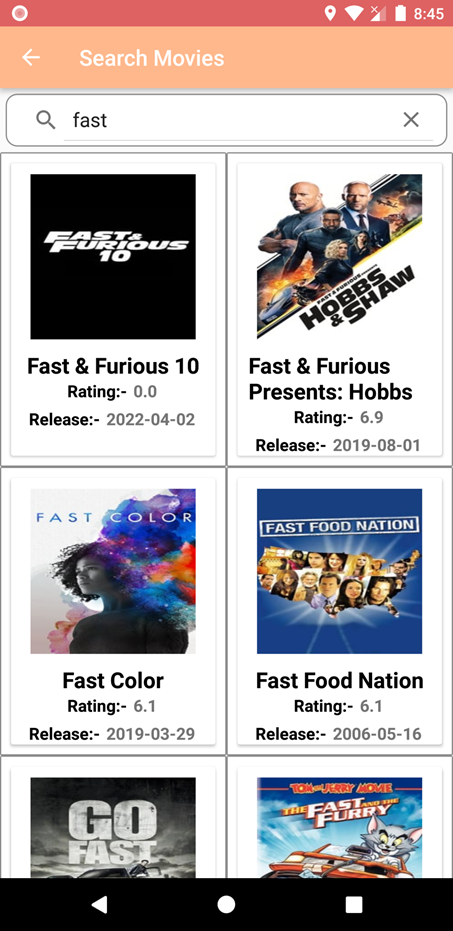 8:45
Search Movies
fast
FAST &
FURIOUS
10
FAST & FURIOUS
HOBBS
& SHAW
Fast & Furious 10
Rating:- 0.0
Release:- 2022-04-02
Fast & Furious
Presents: Hobbs
Rating:- 6.9
Release:- 2019-08-01
FAST COLOR
FAST FOOD NATION
Fast Color
Rating:- 6.1
Release:- 2019-03-29
Fast Food Nation
Rating:- 6.1
Release:- 2006-05-16
GO
FAST
TOM AND JERRY MOVIE
THE FAST AND THE
FURRY